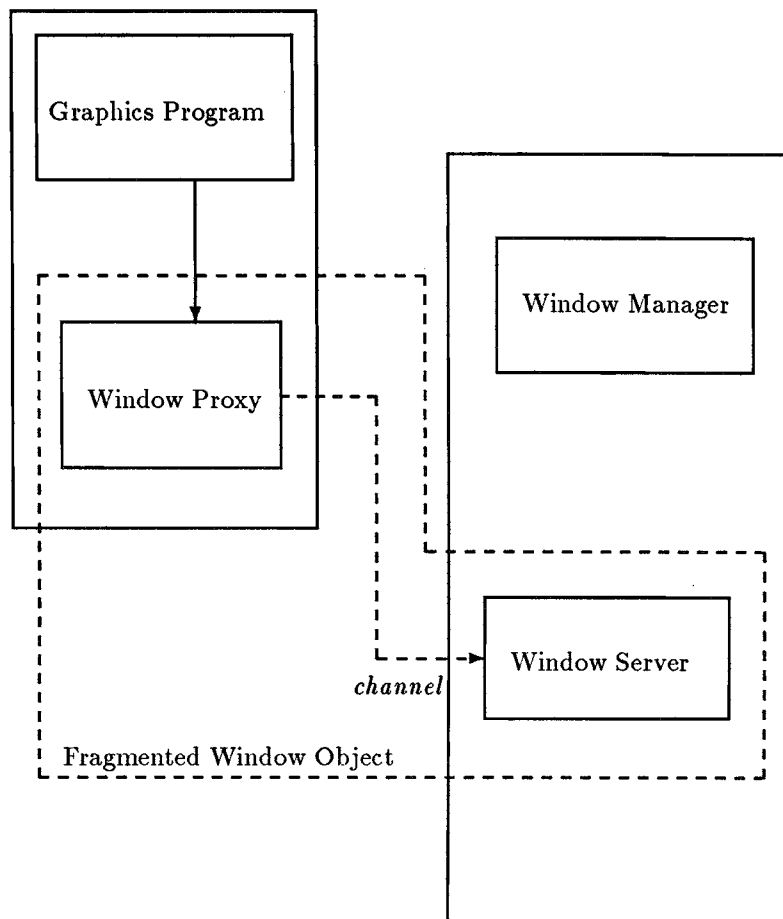 Graphics Program
Window Manager
Window Proxy
Window Server
channel
Fragmented Window Object